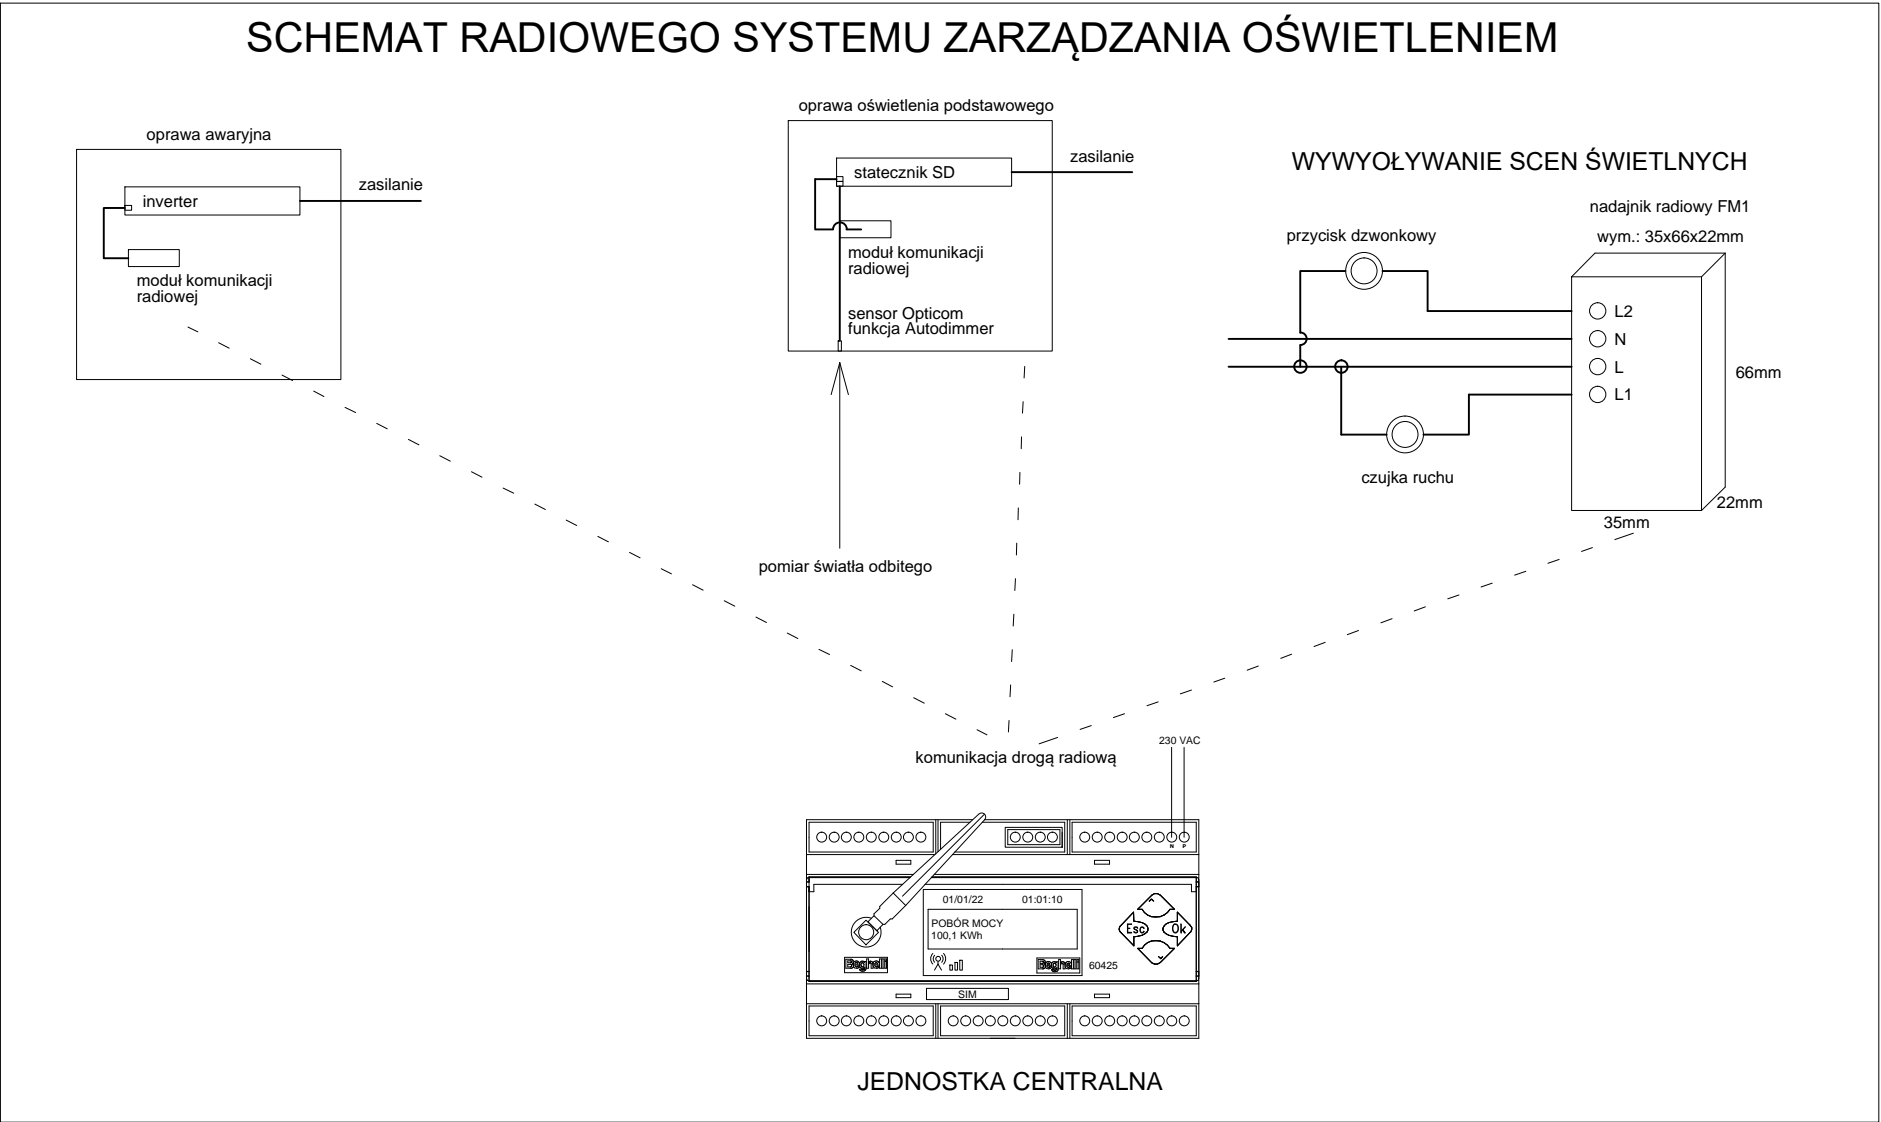 SCHEMAT RADIOWEGO SYSTEMU ZARZĄDZANIA OŚWIETLENIEM
oprawa awaryjna
inverter
zasilanie
moduł komunikacji
radiowej
oprawa oświetlenia podstawowego
statecznik SD
zasilanie
moduł komunikacji
radiowej
sensor Opticom
funkcja Autodimmer
pomiar światła odbitego
WYWYOŁYWANIE SCEN ŚWIETLNYCH
nadajnik radiowy FM1
wym.: 35x66x22mm
przycisk dzwonkowy
L2
N
L
L1
66mm
czujka ruchu
22mm
35mm
komunikacja drogą radiową
230 VAC
N P
01/01/22 01:01:10
POBÓR MOCY
100,1 KWh
Esc Ok
Beghelli
Beghelli 60425
SIM
JEDNOSTKA CENTRALNA